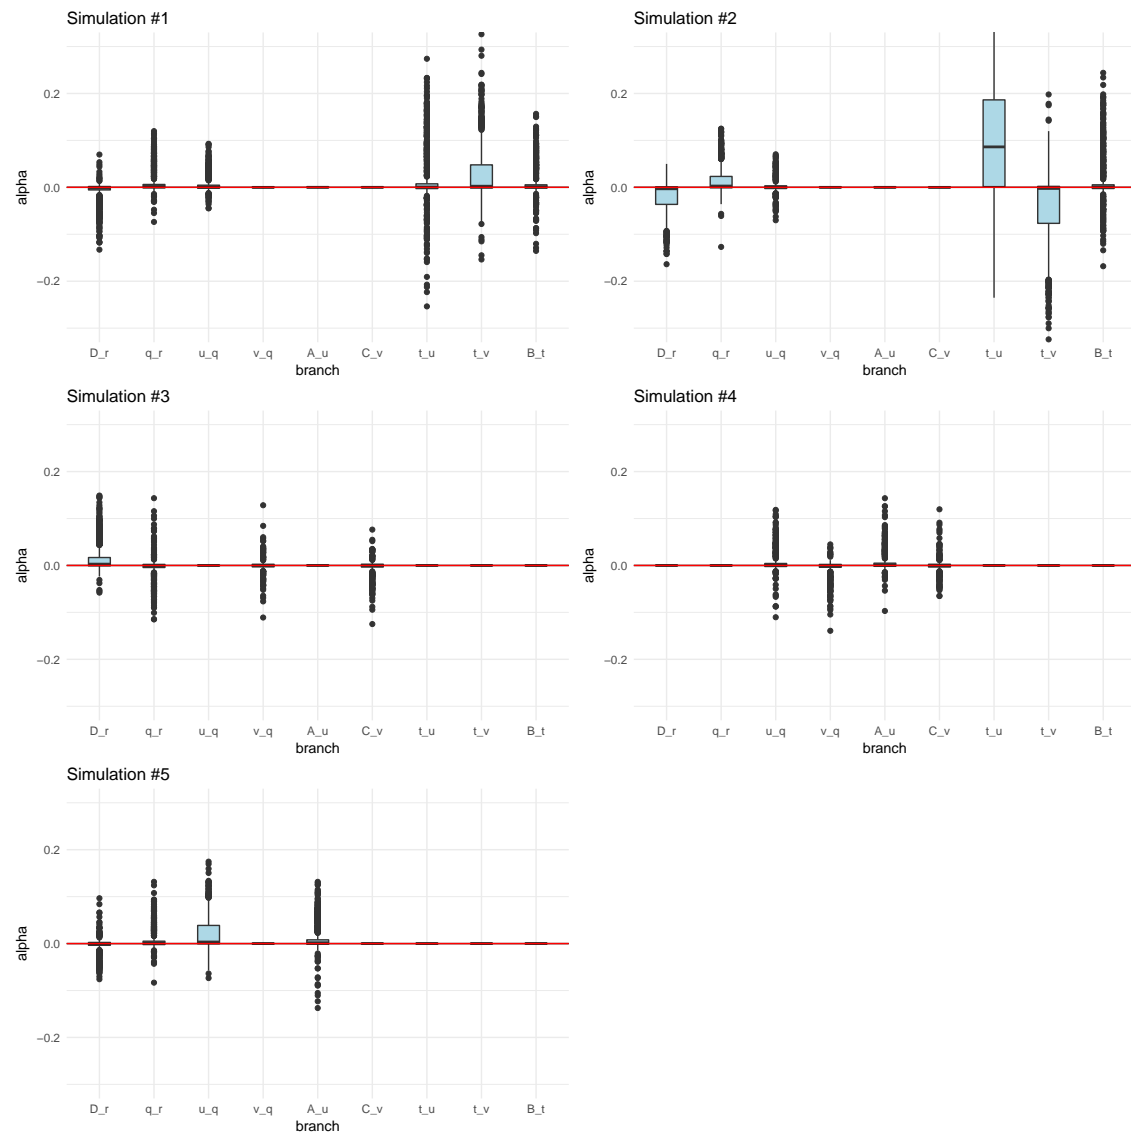 Simulation #1
alpha
0.2
0.0
−0.2
D_r q_r u_q v_q A_u C_v t_u t_v B_t
branch
Simulation #2
alpha
0.2
0.0
−0.2
D_r q_r u_q v_q A_u C_v t_u t_v B_t
branch
Simulation #3
alpha
0.2
0.0
−0.2
D_r q_r u_q v_q A_u C_v t_u t_v B_t
branch
Simulation #4
alpha
0.2
0.0
−0.2
D_r q_r u_q v_q A_u C_v t_u t_v B_t
branch
Simulation #5
alpha
0.2
0.0
−0.2
D_r q_r u_q v_q A_u C_v t_u t_v B_t
branch